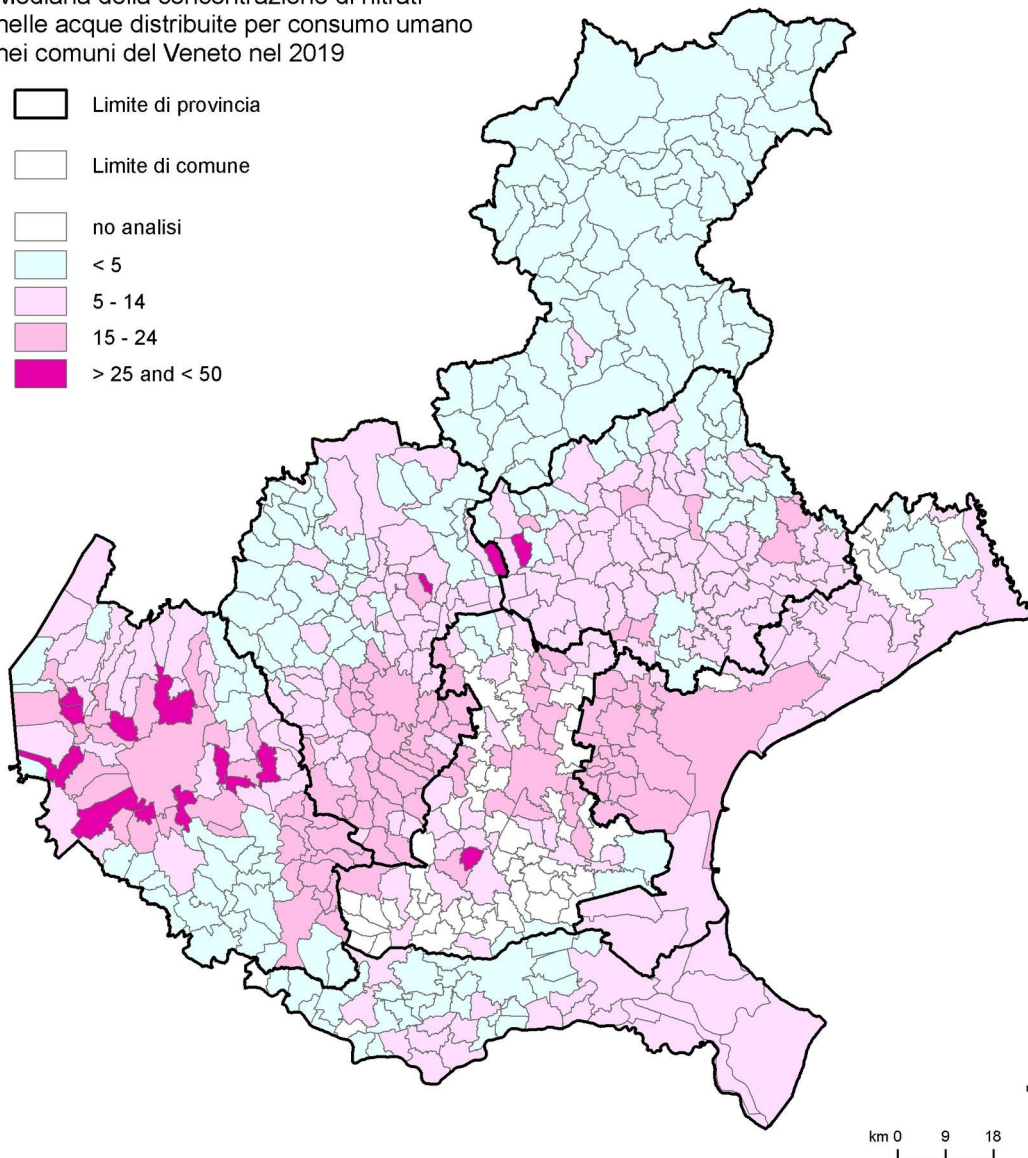 Mediana della concentrazione di nitrati
nelle acque distribuite per consumo umano
nei comuni del Veneto nel 2019
Limite di provincia
Limite di comune
no analisi
< 5
5 - 14
15 - 24
> 25 and < 50
km 0 9 18